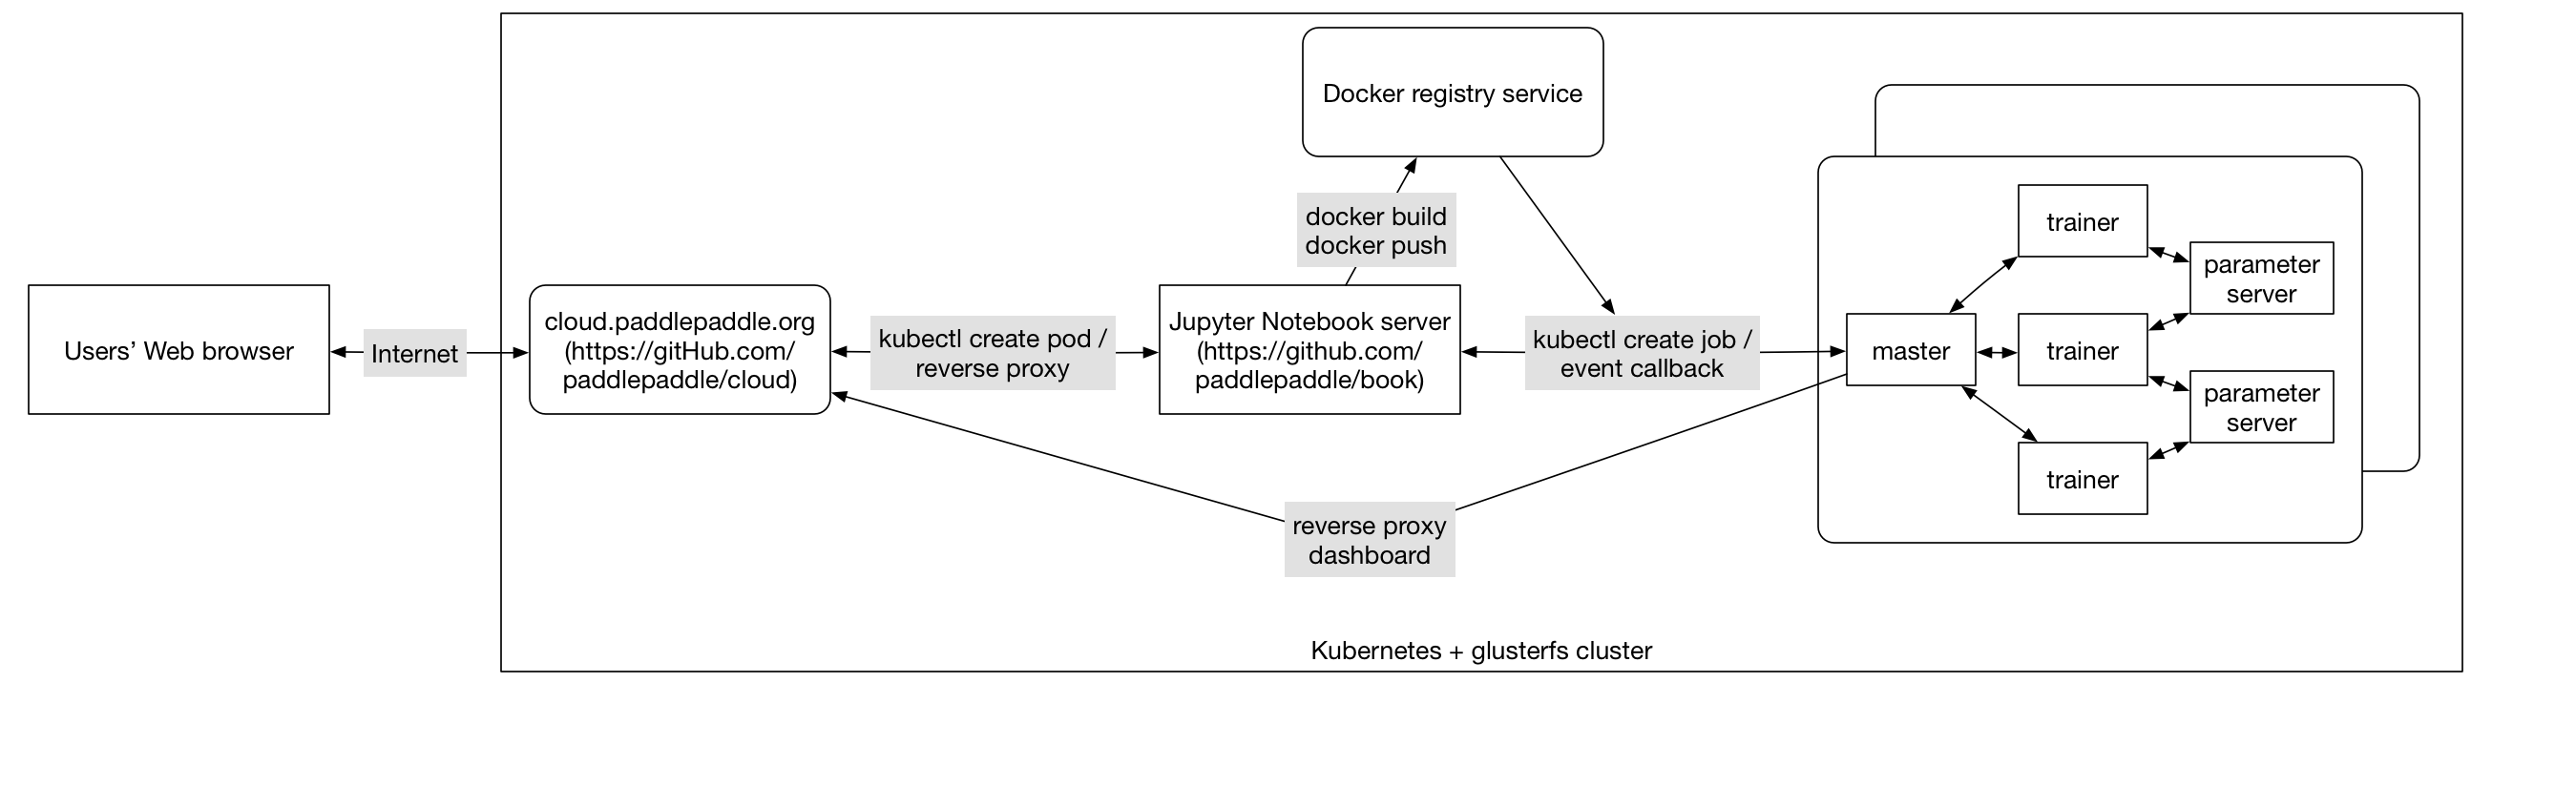 Docker registry service
docker build
docker push
Users’ Web browser
Internet
cloud.paddlepaddle.org
(https://gitHub.com/
paddlepaddle/cloud)
kubectl create pod /
reverse proxy
Jupyter Notebook server
(https://github.com/
paddlepaddle/book)
kubectl create job /
event callback
master
trainer
trainer
trainer
parameter
server
parameter
server
reverse proxy
dashboard
Kubernetes + glusterfs cluster